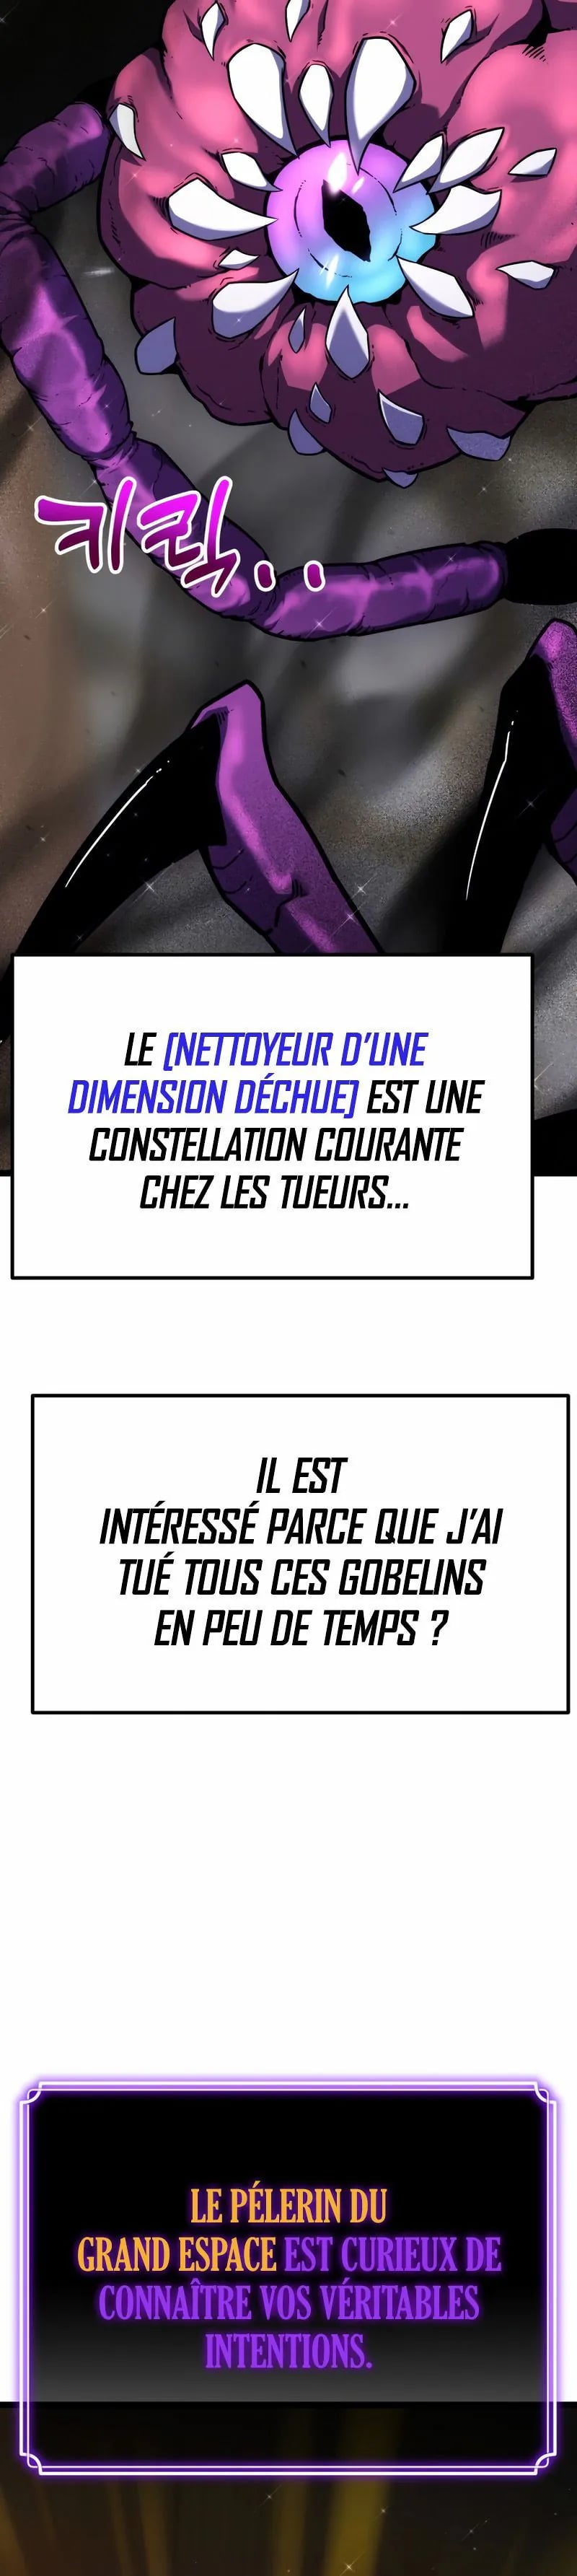 키릭..
LE [NETTOYEUR D'UNE
DIMENSION DÉCHUE] EST UNE
CONSTELLATION COURANTE
CHEZ LES TUEURS...
IL EST
INTÉRESSÉ PARCE QUE J'AI
TUÉ TOUS CES GOBELINS
EN PEU DE TEMPS ?
LE PÉLERIN DU
GRAND ESPACE EST CURIEUX DE
CONNAÎTRE VOS VÉRITABLES
INTENTIONS.